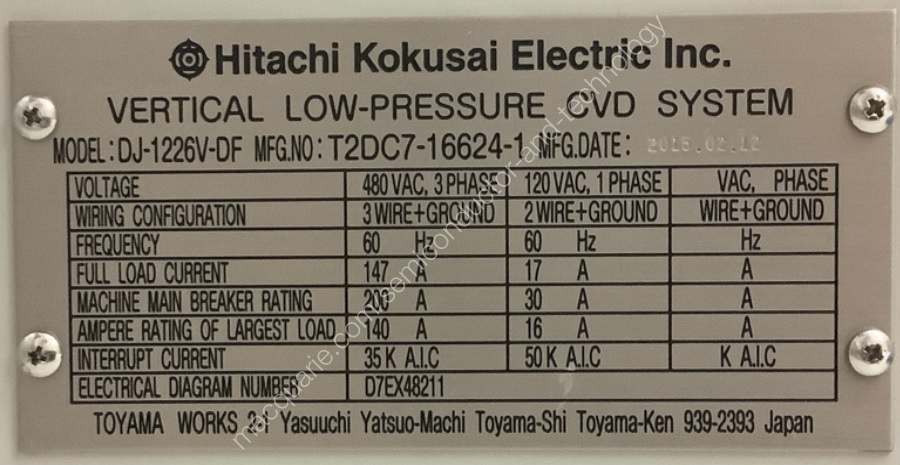 Hitachi Kokusai Electric Inc.
VERTICAL LOW-PRESSURE CVD SYSTEM
MODEL : DJ-1226V-DF MFG.NO : T2DC7-16624-1 MFG.DATE : 2015.02.12
VOLTAGE 480 VAC, 3 PHASE 120 VAC, 1 PHASE VAC, PHASE
WIRING CONFIGURATION 3 WIRE+GROUND 2 WIRE+GROUND WIRE+GROUND
FREQUENCY 60 Hz 60 Hz Hz
FULL LOAD CURRENT 147 A 17 A A
MACHINE MAIN BREAKER RATING 200 A 30 A A
AMPERE RATING OF LARGEST LOAD 140 A 16 A A
INTERRUPT CURRENT 35 K A.I.C 50 K A.I.C K A.I.C
ELECTRICAL DIAGRAM NUMBER D7EX48211
TOYAMA WORKS Yasuuchi Yatsuo-Machi Toyama-Shi Toyama-Ken 939-2393 Japan
macquarie.com/semiconductor-and-technology